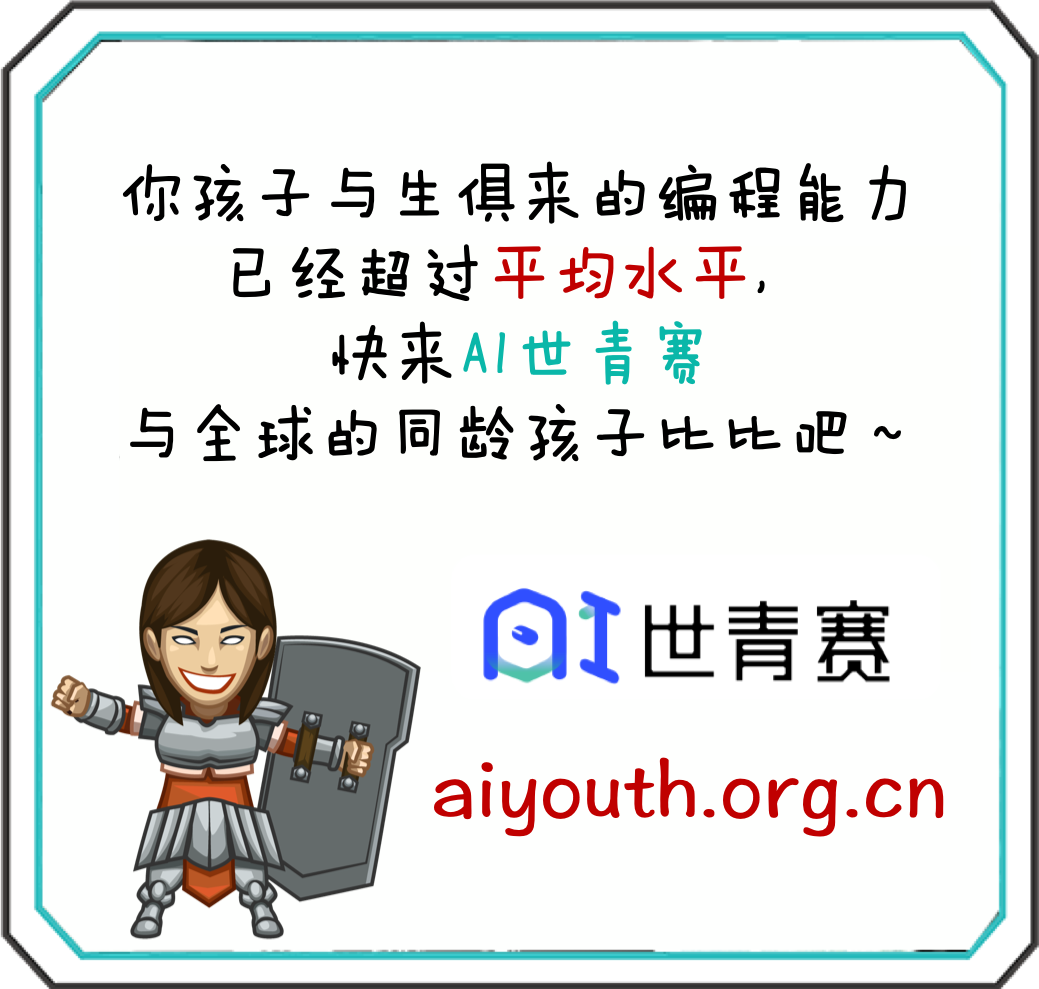 你孩子与生俱来的编程能力
已经超过平均水平,
快来AI世青赛
与全球的同龄孩子比比吧~
AI世青赛
aiyouth.org.cn